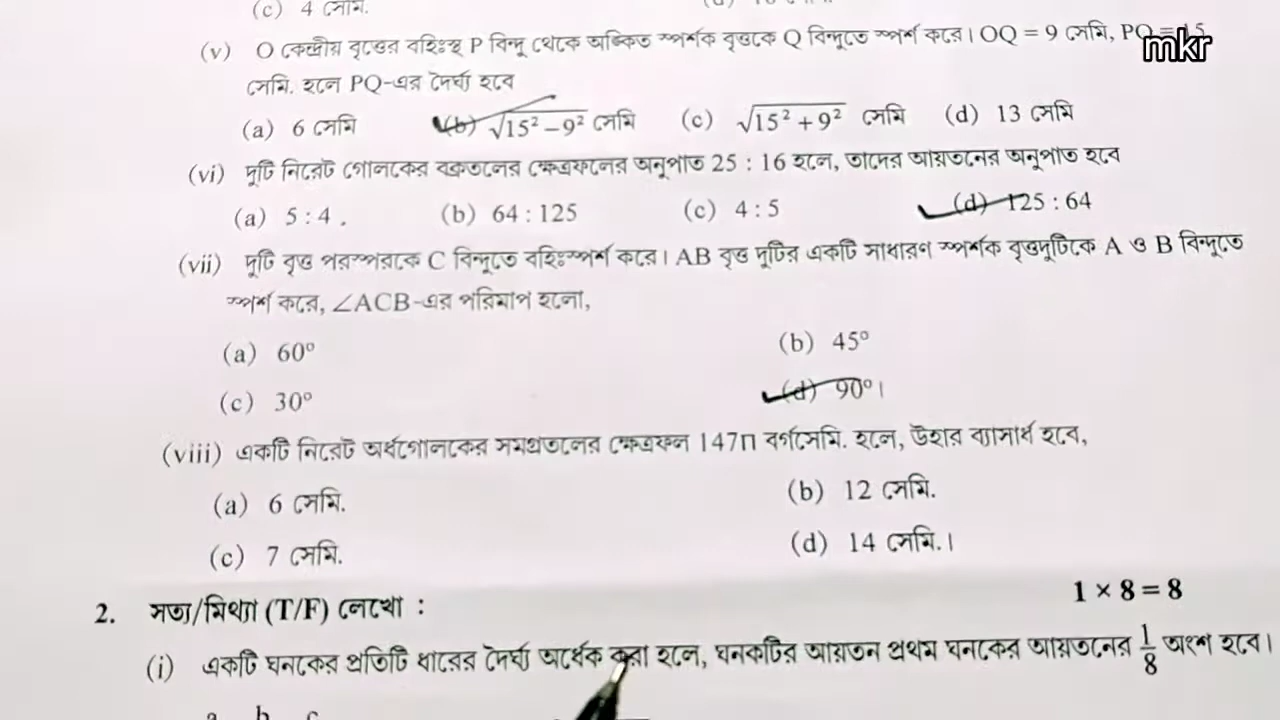 (c) 4 সেমি.
(v) O কেন্দ্রীয় বৃত্তের বহিঃস্থ P বিন্দু থেকে অঙ্কিত স্পর্শক বৃত্তকে Q বিন্দুতে স্পর্শ করে। OQ = 9 সেমি, PO = 15
mkr
সেমি. হলে PQ-এর দৈর্ঘ্য হবে
(a) 6 সেমি (b) √15² – 9² সেমি (c) √15² + 9² সেমি (d) 13 সেমি
(vi) দুটি নিরেট গোলকের বক্রতলের ক্ষেত্রফলের অনুপাত 25 : 16 হলে, তাদের আয়তনের অনুপাত হবে
(a) 5 : 4 . (b) 64 : 125 (c) 4 : 5 (d) 125 : 64
(vii) দুটি বৃত্ত পরস্পরকে C বিন্দুতে বহিঃস্পর্শ করে। AB বৃত্ত দুটির একটি সাধারণ স্পর্শক বৃত্তদুটিকে A ও B বিন্দুতে
স্পর্শ করে, ∠ACB-এর পরিমাপ হলো,
(a) 60° (b) 45°
(c) 30° (d) 90°।
(viii) একটি নিরেট অর্ধগোলকের সমগ্রতলের ক্ষেত্রফল 147π বর্গসেমি. হলে, উহার ব্যাসার্ধ হবে,
(a) 6 সেমি. (b) 12 সেমি.
(c) 7 সেমি. (d) 14 সেমি.।
2. সত্য/মিথ্যা (T/F) লেখো : 1 × 8 = 8
(i) একটি ঘনকের প্রতিটি ধারের দৈর্ঘ্য অর্ধেক করা হলে, ঘনকটির আয়তন প্রথম ঘনকের আয়তনের 1/8 অংশ হবে।
a b c